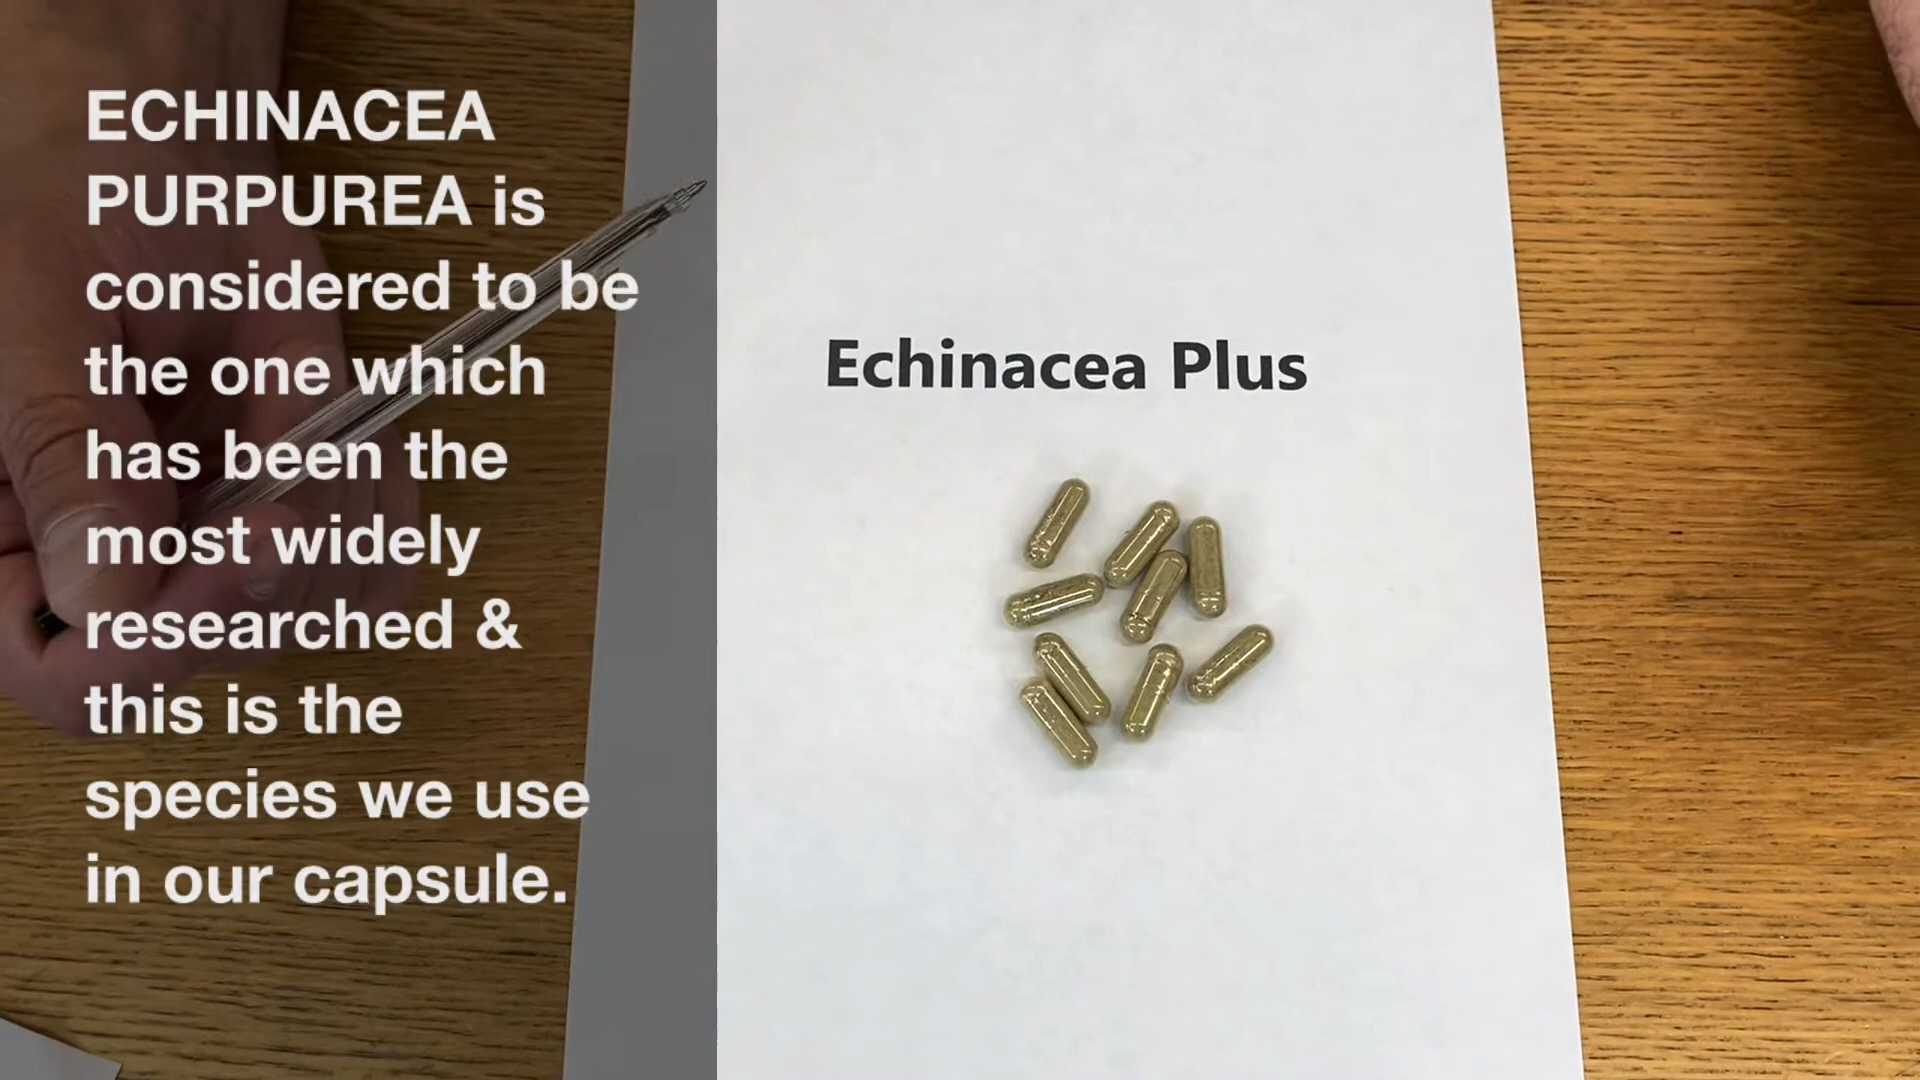 ECHINACEA
PURPUREA is
considered to be
the one which
has been the
most widely
researched &
this is the
species we use
in our capsule.
Echinacea Plus